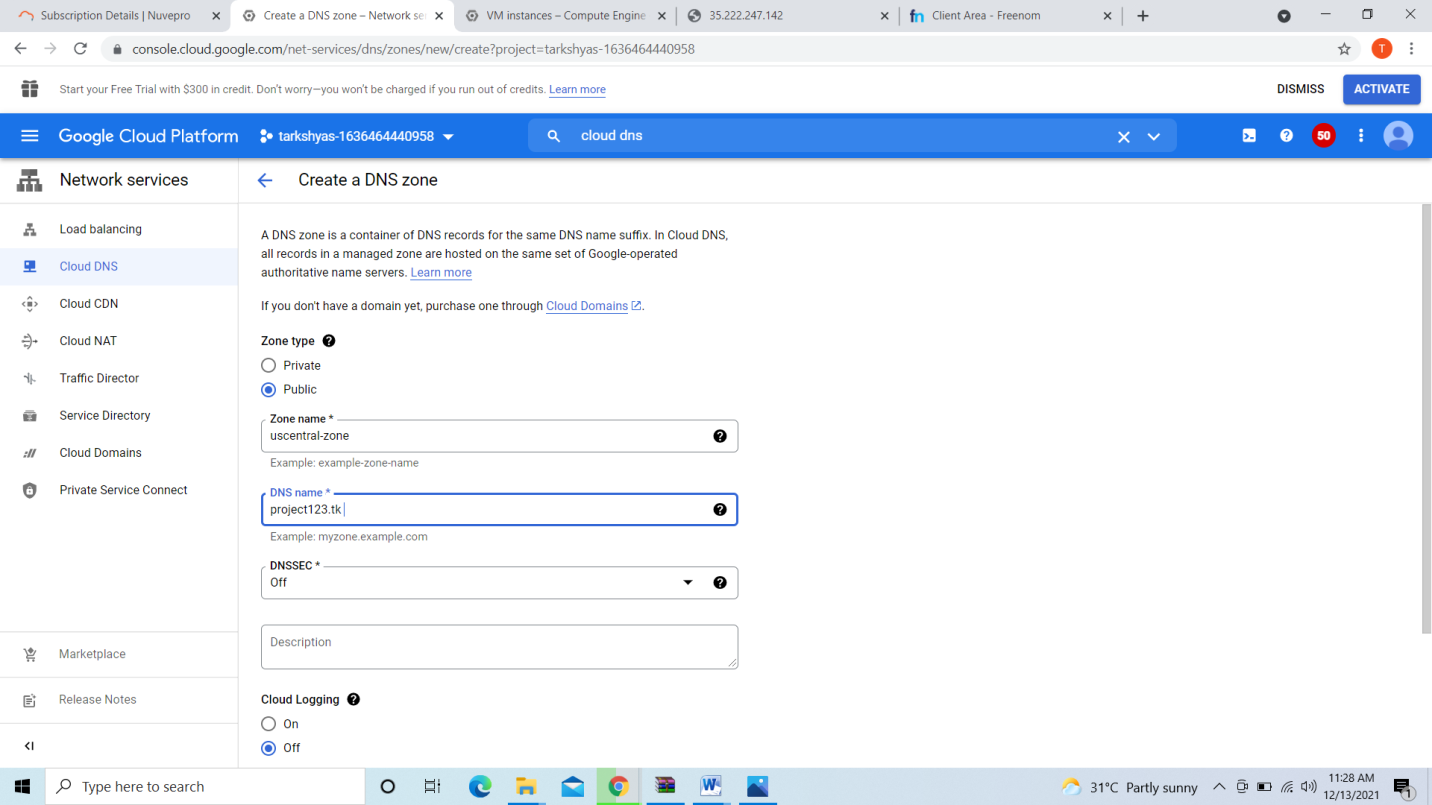 Subscription Details | Nuvepro
Create a DNS zone – Network ser
VM instances – Compute Engine
35.222.247.142
Client Area - Freenom
console.cloud.google.com/net-services/dns/zones/new/create?project=tarkshyas-1636464440958
T
Start your Free Trial with $300 in credit. Don't worry—you won't be charged if you run out of credits. Learn more
DISMISS
ACTIVATE
Google Cloud Platform
tarkshyas-1636464440958
cloud dns
50
Network services
Create a DNS zone
Load balancing
Cloud DNS
Cloud CDN
Cloud NAT
Traffic Director
Service Directory
Cloud Domains
Private Service Connect
Marketplace
Release Notes
A DNS zone is a container of DNS records for the same DNS name suffix. In Cloud DNS,
all records in a managed zone are hosted on the same set of Google-operated
authoritative name servers. Learn more
If you don't have a domain yet, purchase one through Cloud Domains.
Zone type
Private
Public
Zone name *
uscentral-zone
Example: example-zone-name
DNS name *
project123.tk
Example: myzone.example.com
DNSSEC *
Off
Description
Cloud Logging
On
Off
Type here to search
31°C Partly sunny
11:28 AM
12/13/2021
1